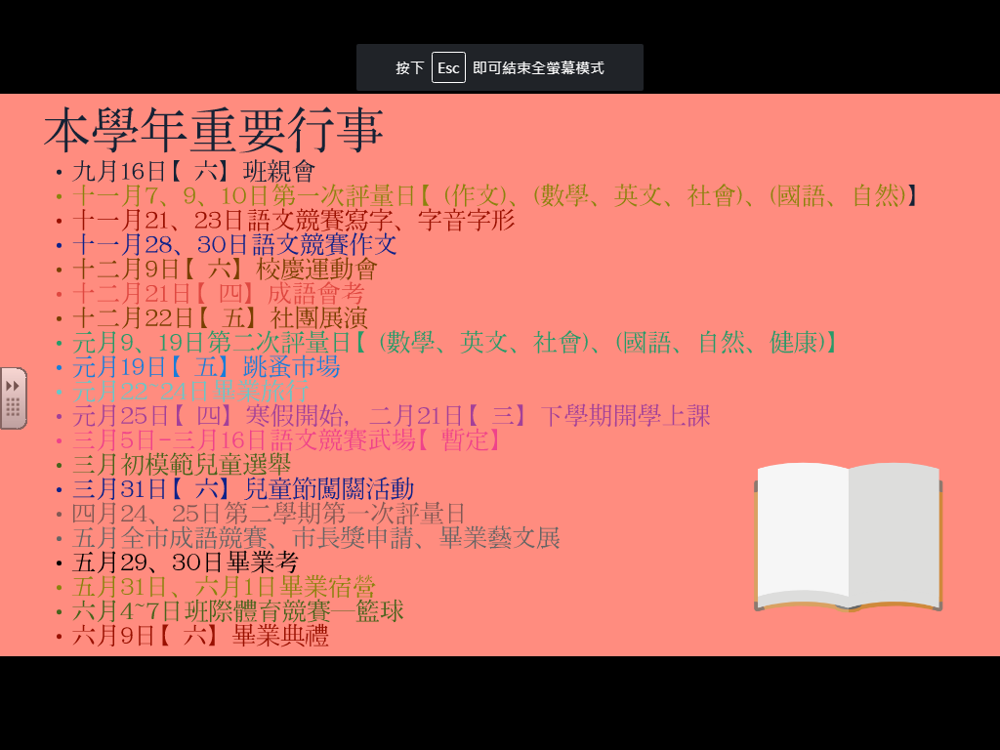 按下 Esc 即可結束全螢幕模式
本學年重要行事
•九月16日【六】班親會
•十一月7、9、10日第一次評量日【(作文)、(數學、英文、社會)、(國語、自然)】
•十一月21、23日語文競賽寫字、字音字形
•十一月28、30日語文競賽作文
•十二月9日【六】校慶運動會
•十二月21日【四】成語會考
•十二月22日【五】社團展演
•元月9、19日第二次評量日【(數學、英文、社會)、(國語、自然、健康)】
•元月19日【五】跳蚤市場
•元月22~24日畢業旅行
•元月25日【四】寒假開始, 二月21日【三】下學期開學上課
•三月5日-三月16日語文競賽武場【暫定】
•三月初模範兒童選舉
•三月31日【六】兒童節闖關活動
•四月24、25日第二學期第一次評量日
•五月全市成語競賽、市長獎申請、畢業藝文展
•五月29、30日畢業考
•五月31日、六月1日畢業宿營
•六月4~7日班際體育競賽─籃球
•六月9日【六】畢業典禮